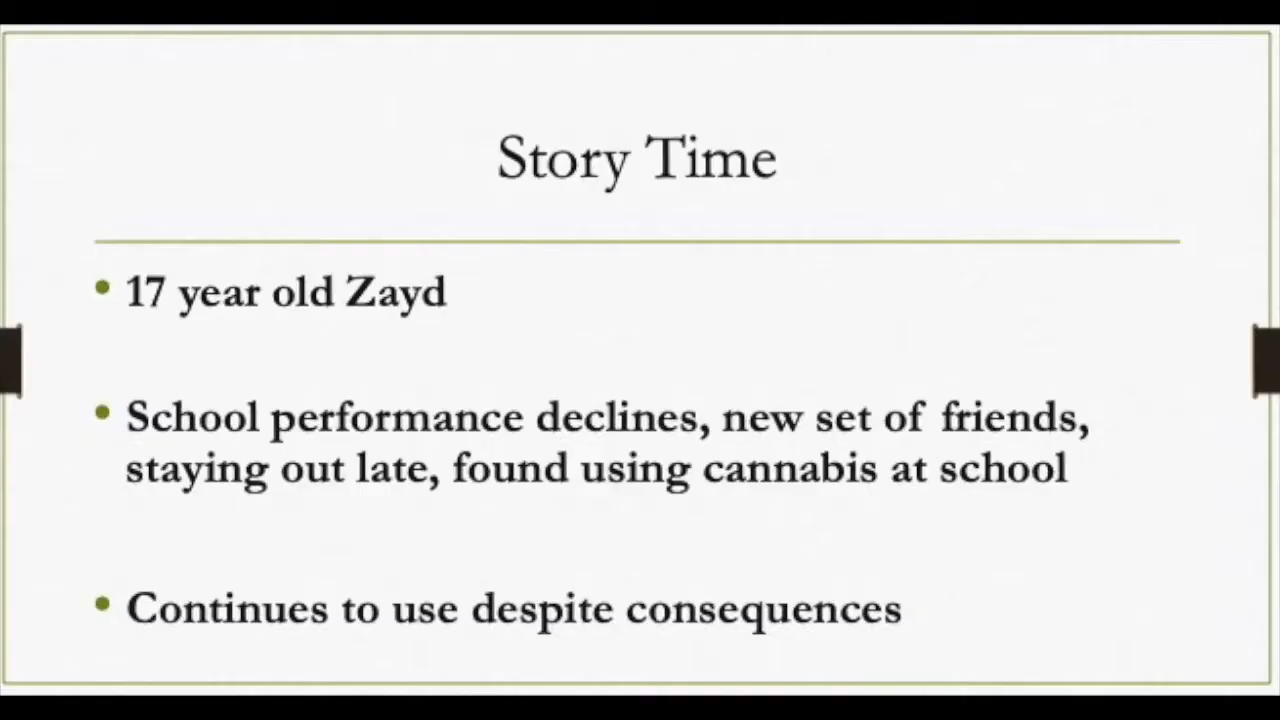 Story Time
• 17 year old Zayd
• School performance declines, new set of friends,
staying out late, found using cannabis at school
• Continues to use despite consequences